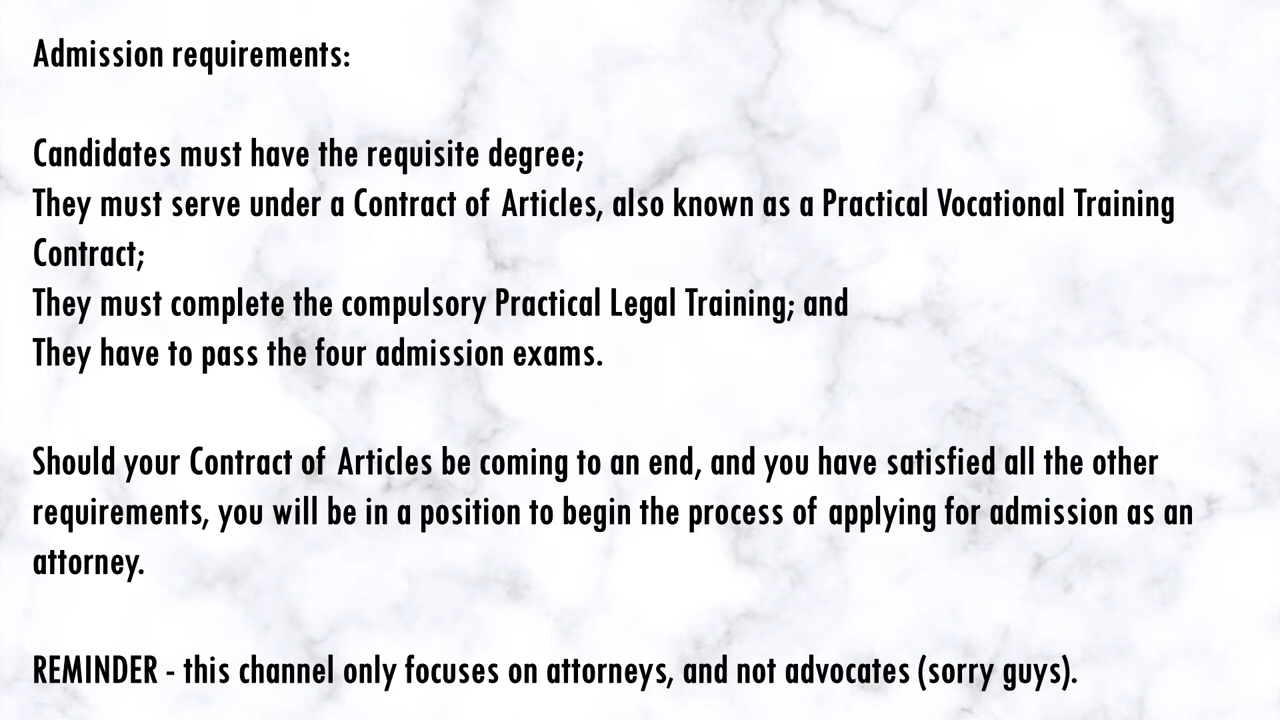 Admission requirements:
Candidates must have the requisite degree;
They must serve under a Contract of Articles, also known as a Practical Vocational Training
Contract;
They must complete the compulsory Practical Legal Training; and
They have to pass the four admission exams.
Should your Contract of Articles be coming to an end, and you have satisfied all the other
requirements, you will be in a position to begin the process of applying for admission as an
attorney.
REMINDER - this channel only focuses on attorneys, and not advocates (sorry guys).